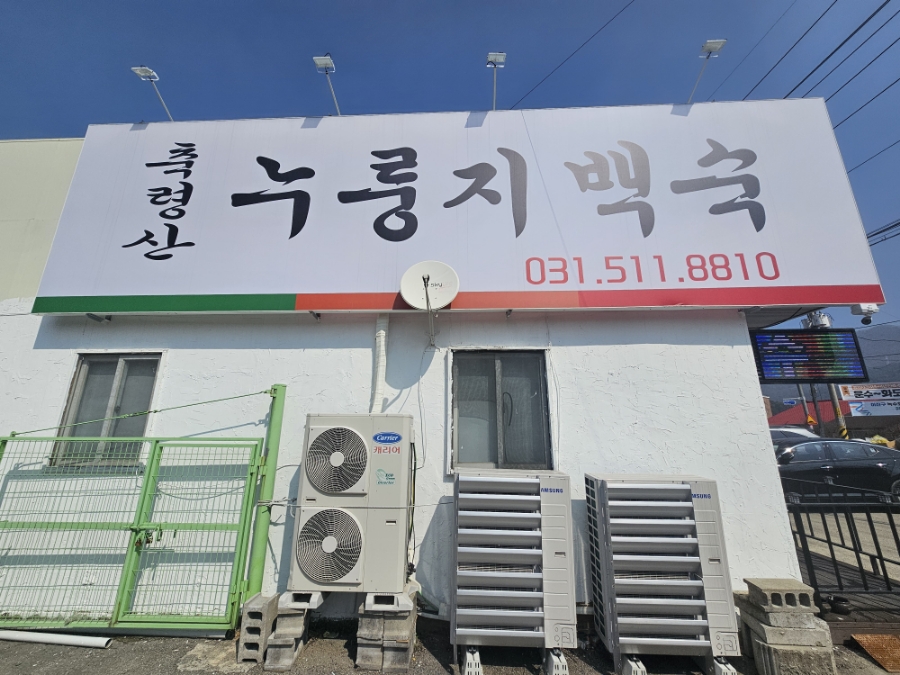 축령산
누룽지백숙
031.511.8810
Carrier
캐리어
SAMSUNG
SAMSUNG